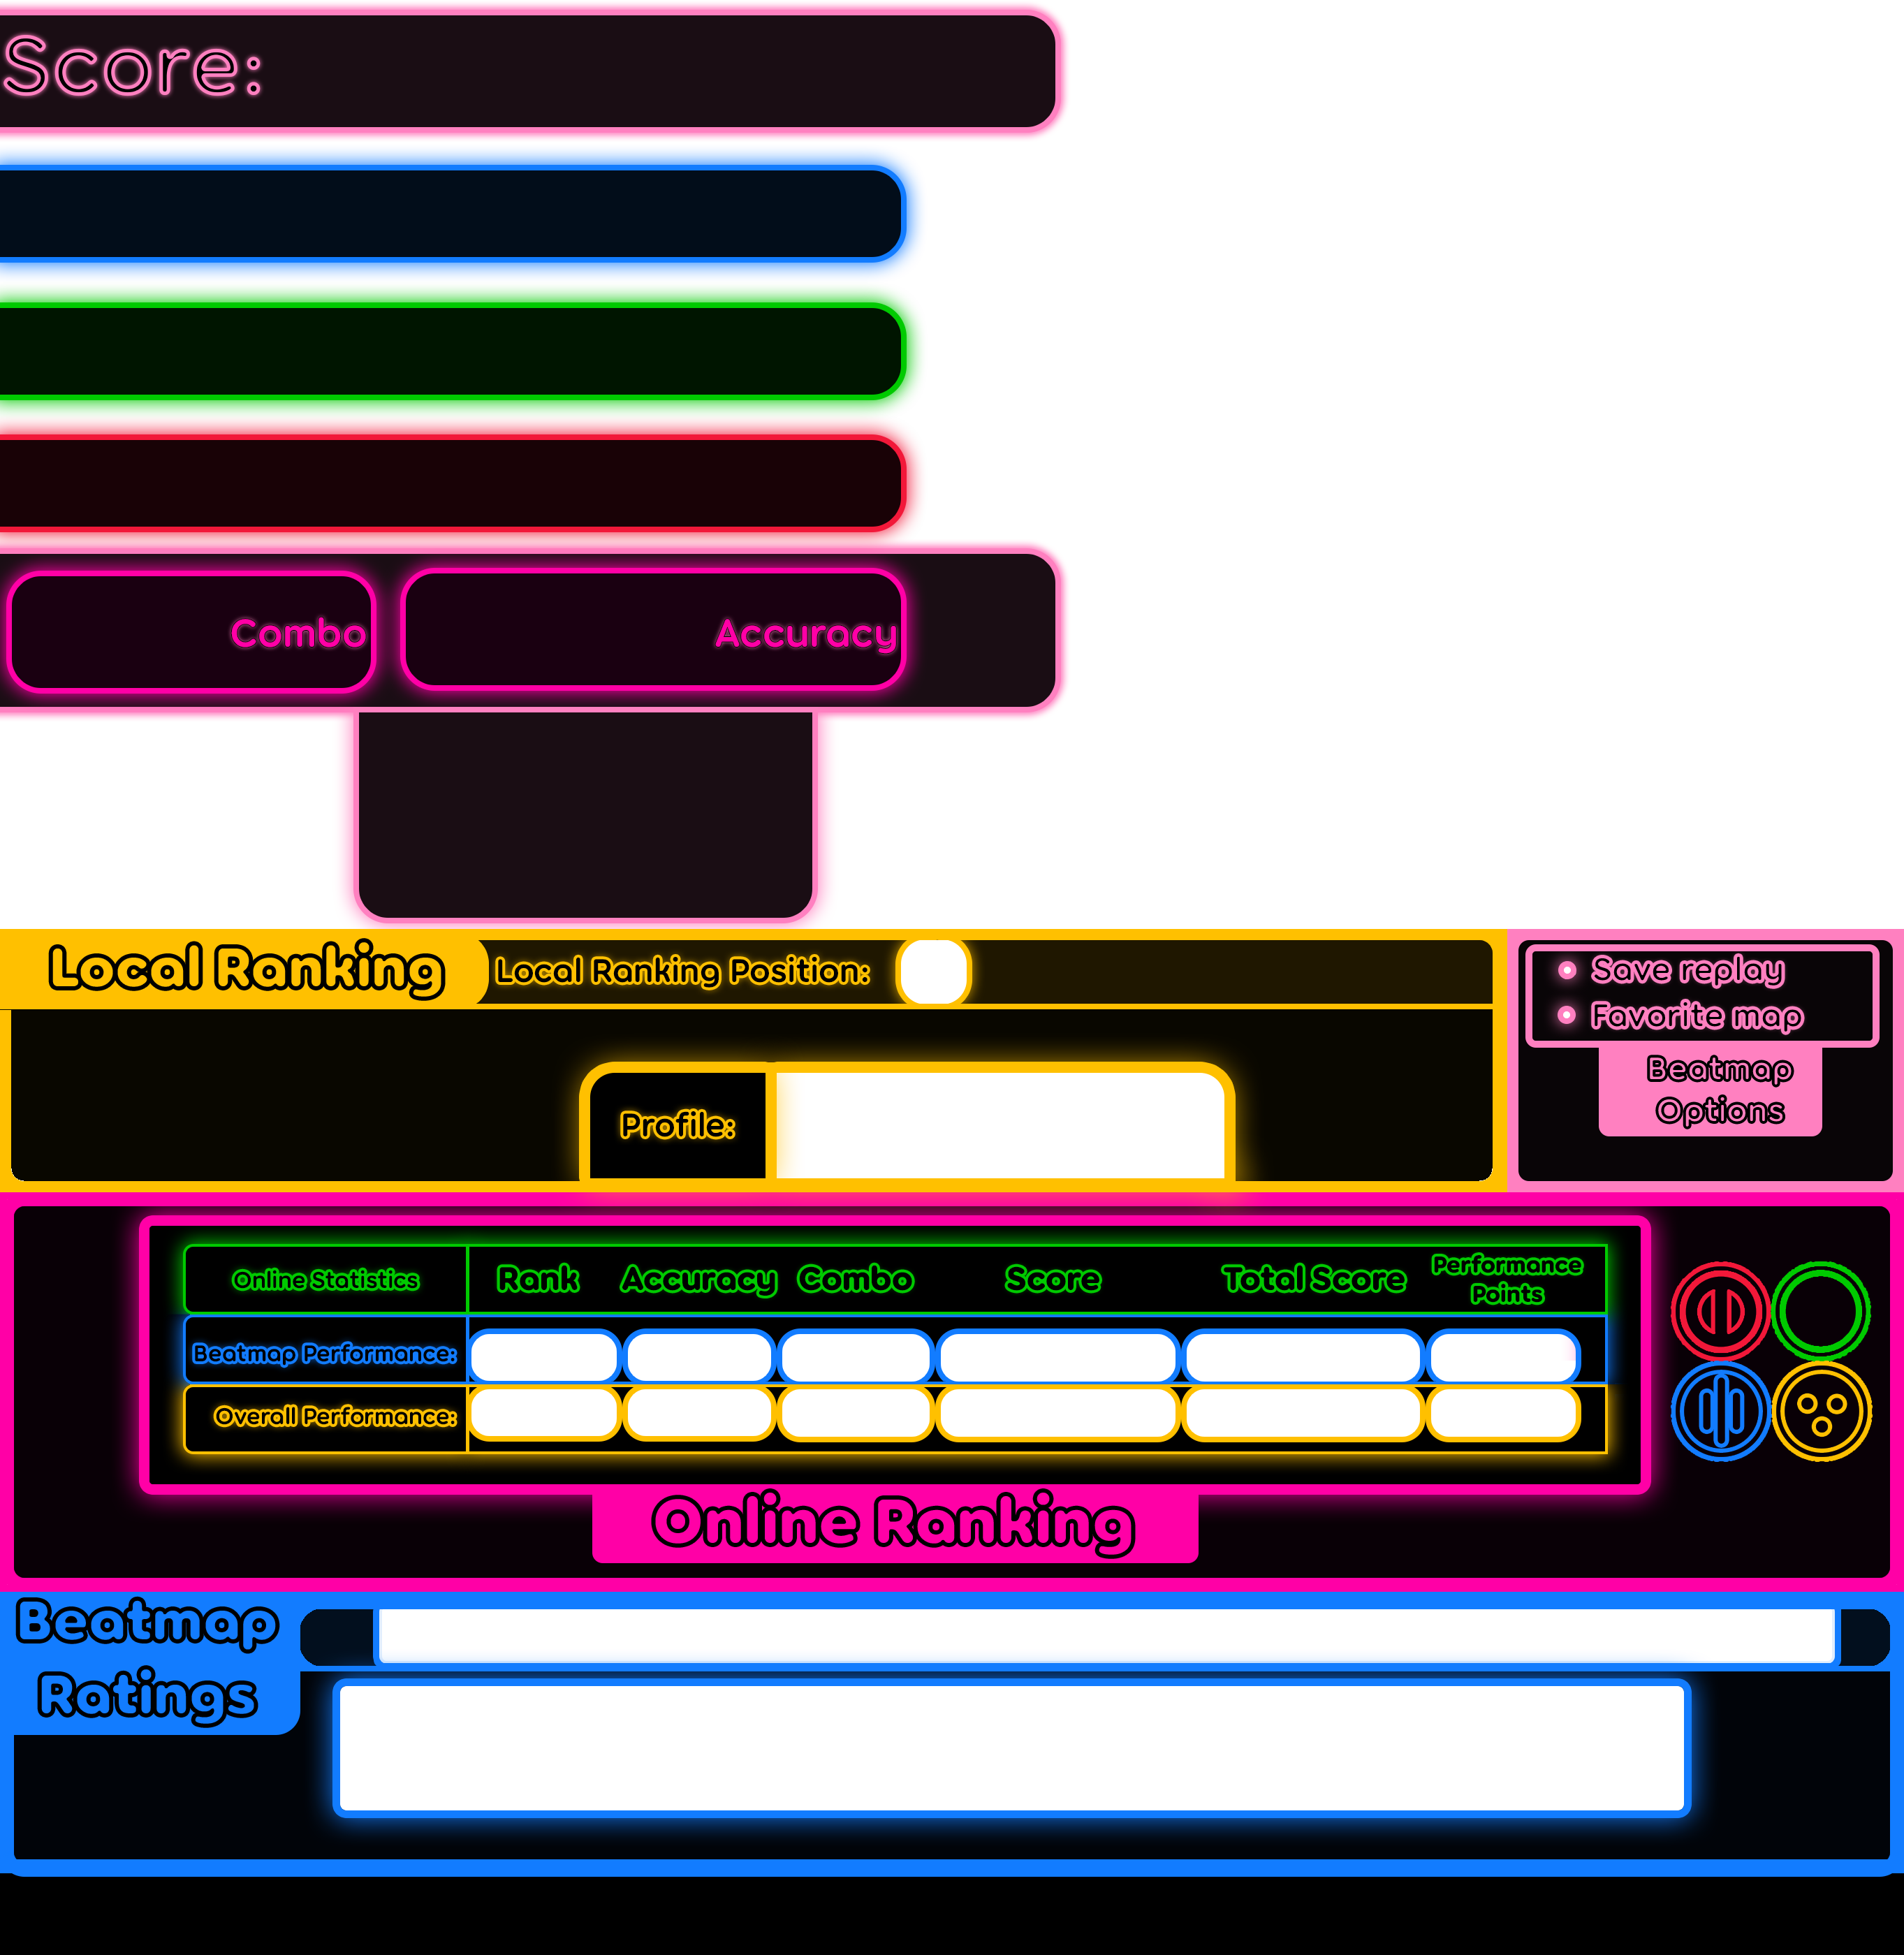 Score:
Combo
Accuracy
Local Ranking
Local Ranking Position:
Save replay
Favorite map
Beatmap
Options
Profile:
Online Statistics
Rank
Accuracy
Combo
Score
Total Score
Performance
Points
Beatmap Performance:
Overall Performance:
Online Ranking
Beatmap
Ratings